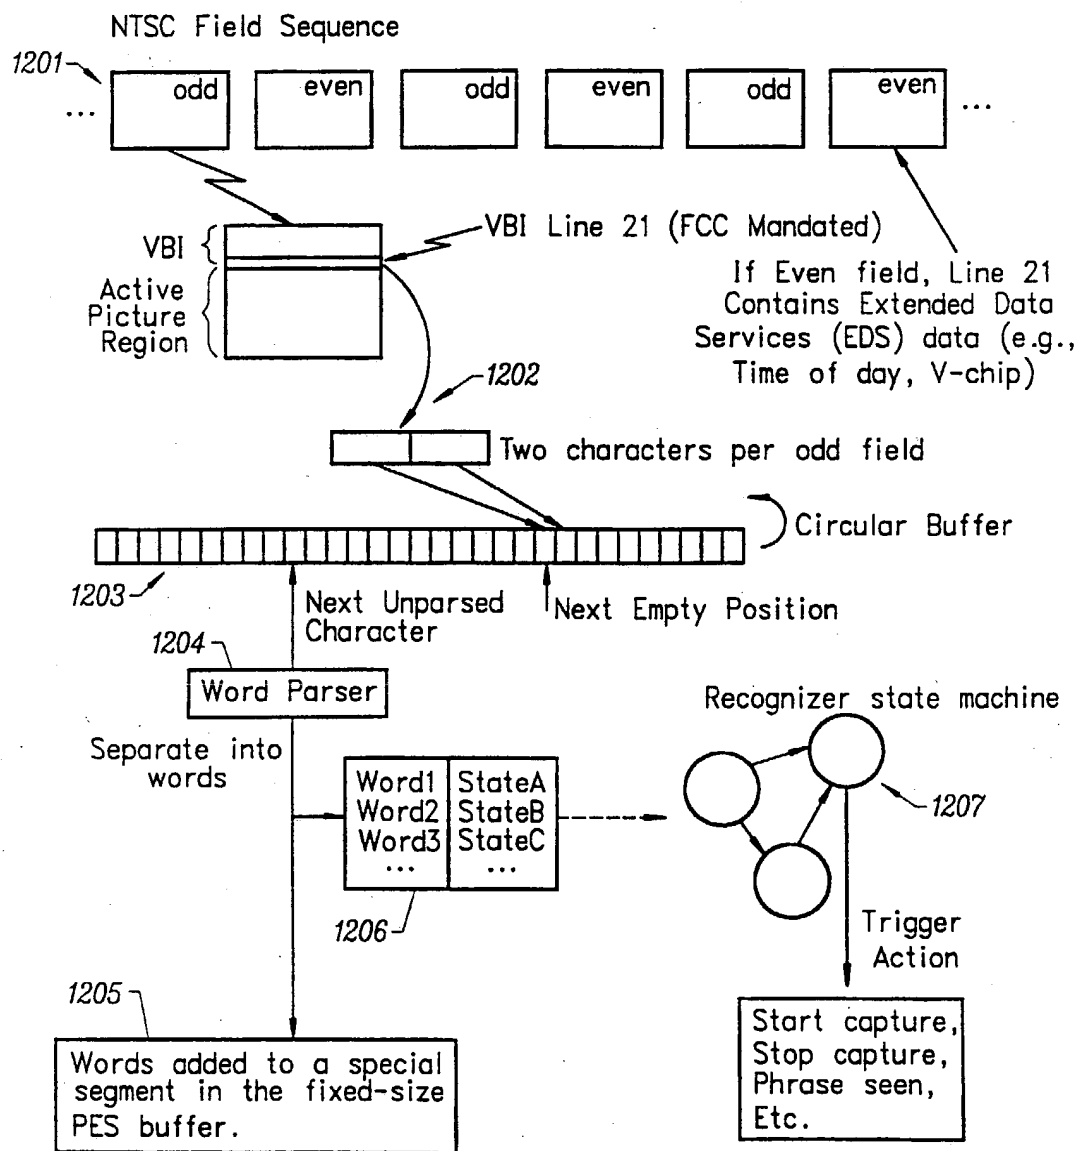 NTSC Field Sequence
1201
... odd even odd even odd even ...
VBI
VBI Line 21 (FCC Mandated)
Active
Picture
Region
If Even field, Line 21
Contains Extended Data
Services (EDS) data (e.g.,
Time of day, V-chip)
1202
Two characters per odd field
Circular Buffer
1203
Next Unparsed
Character
Next Empty Position
1204
Word Parser
Separate into
words
Word1 StateA
Word2 StateB
Word3 StateC
... ...
1206
Recognizer state machine
1207
Trigger
Action
1205
Words added to a special
segment in the fixed-size
PES buffer.
Start capture,
Stop capture,
Phrase seen,
Etc.